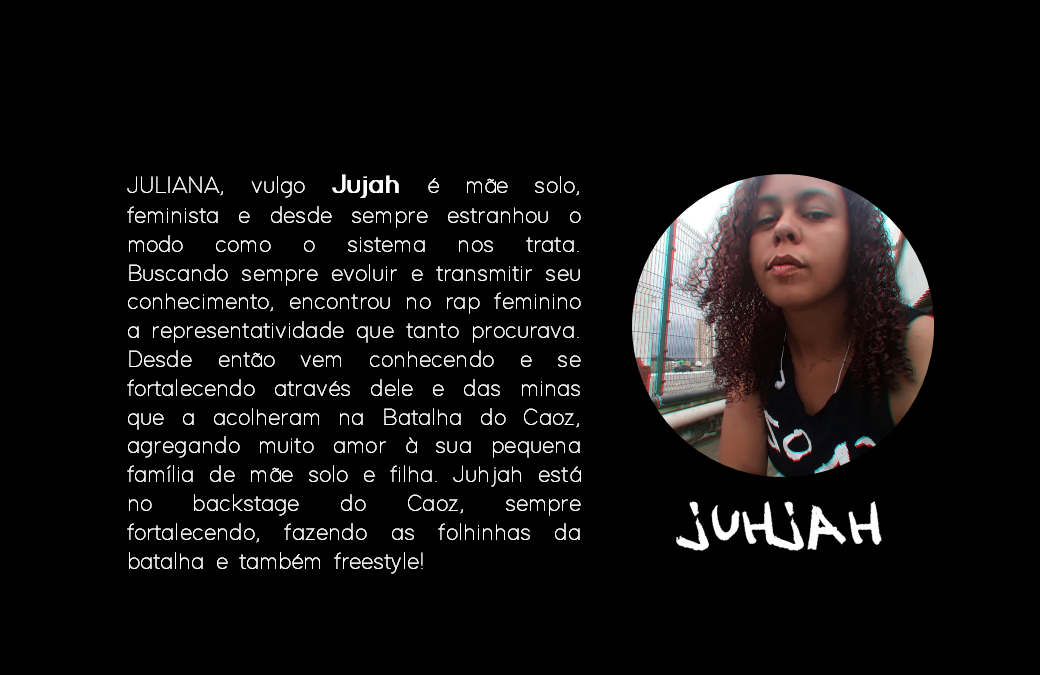 JULIANA, vulgo Jujah é mãe solo,
feminista e desde sempre estranhou o
modo como o sistema nos trata.
Buscando sempre evoluir e transmitir seu
conhecimento, encontrou no rap feminino
a representatividade que tanto procurava.
Desde então vem conhecendo e se
fortalecendo através dele e das minas
que a acolheram na Batalha do Caoz,
agregando muito amor à sua pequena
família de mãe solo e filha. Juhjah está
no backstage do Caoz, sempre
fortalecendo, fazendo as folhinhas da
batalha e também freestyle!
JUHJAH